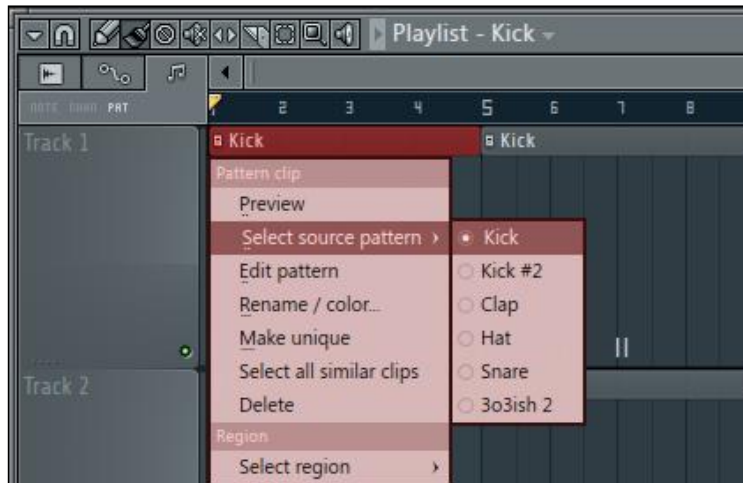 Playlist - Kick
NOTE CHAN PAT
2 3 4 5 6 7 8
Track 1
Kick
Kick
Pattern clip
Preview
Select source pattern
Kick
Edit pattern
Kick #2
Rename / color...
Clap
Make unique
Hat
Select all similar clips
Snare
Delete
3o3ish 2
Track 2
Region
Select region